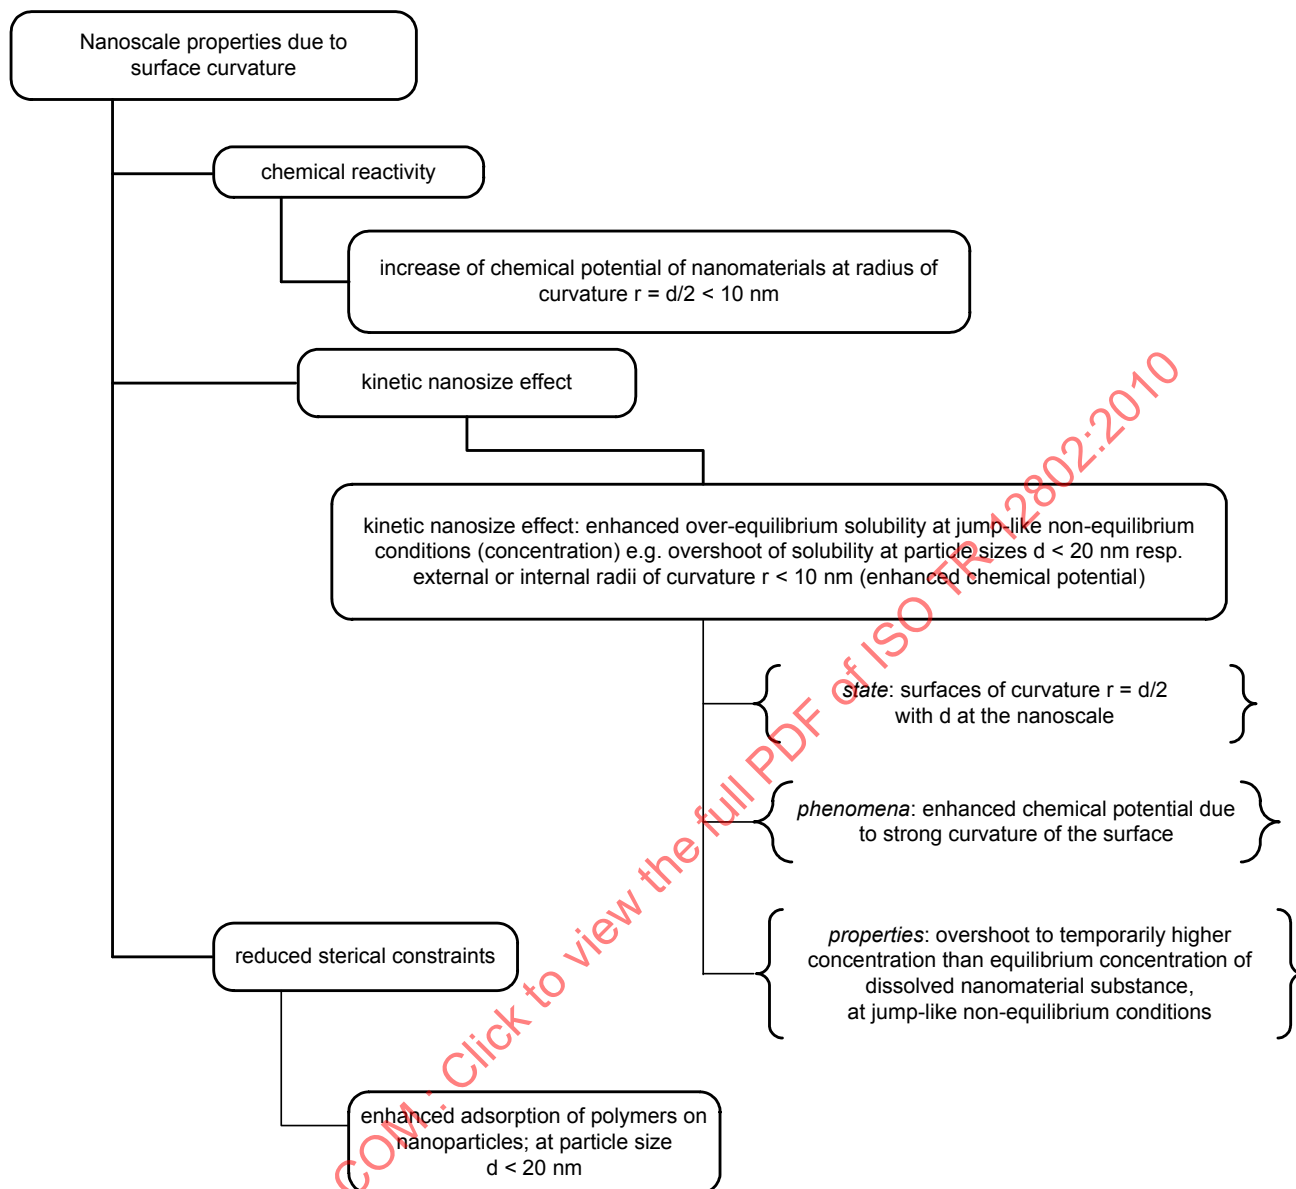 Nanoscale properties due to
surface curvature
chemical reactivity
increase of chemical potential of nanomaterials at radius of
curvature r = d/2 < 10 nm
kinetic nanosize effect
kinetic nanosize effect: enhanced over-equilibrium solubility at jump-like non-equilibrium
conditions (concentration) e.g. overshoot of solubility at particle sizes d < 20 nm resp.
external or internal radii of curvature r < 10 nm (enhanced chemical potential)
state: surfaces of curvature r = d/2
with d at the nanoscale
phenomena: enhanced chemical potential due
to strong curvature of the surface
properties: overshoot to temporarily higher
concentration than equilibrium concentration of
dissolved nanomaterial substance,
at jump-like non-equilibrium conditions
reduced sterical constraints
enhanced adsorption of polymers on
nanoparticles; at particle size
d < 20 nm
COM : Click to view the full PDF of ISO TR 12802:2010